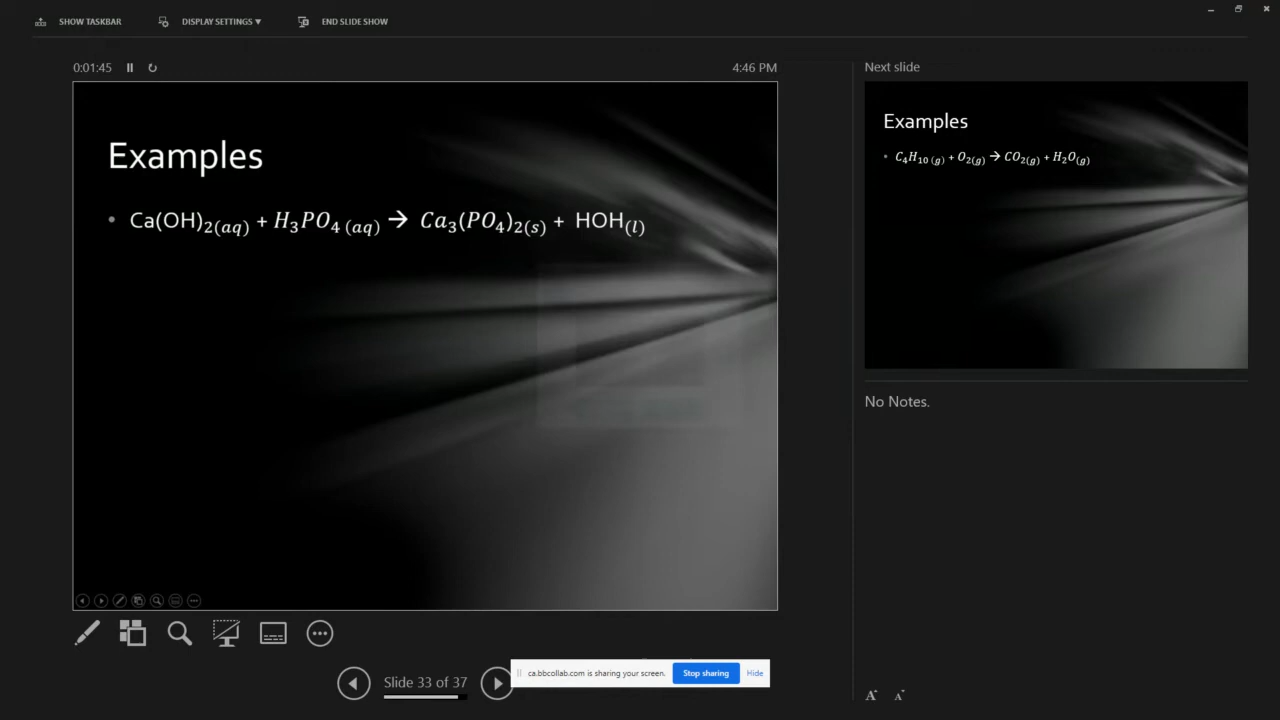 SHOW TASKBAR DISPLAY SETTINGS ▼ END SLIDE SHOW
0:01:45 4:46 PM
Next slide
Examples
• Ca(OH)₂(aq) + H₃PO₄ (aq) → Ca₃(PO₄)₂(s) + HOH(l)
Examples
• C₄H₁₀ (g) + O₂(g) → CO₂(g) + H₂O(g)
No Notes.
Slide 33 of 37
ca.bbcollab.com is sharing your screen. Stop sharing Hide
A A